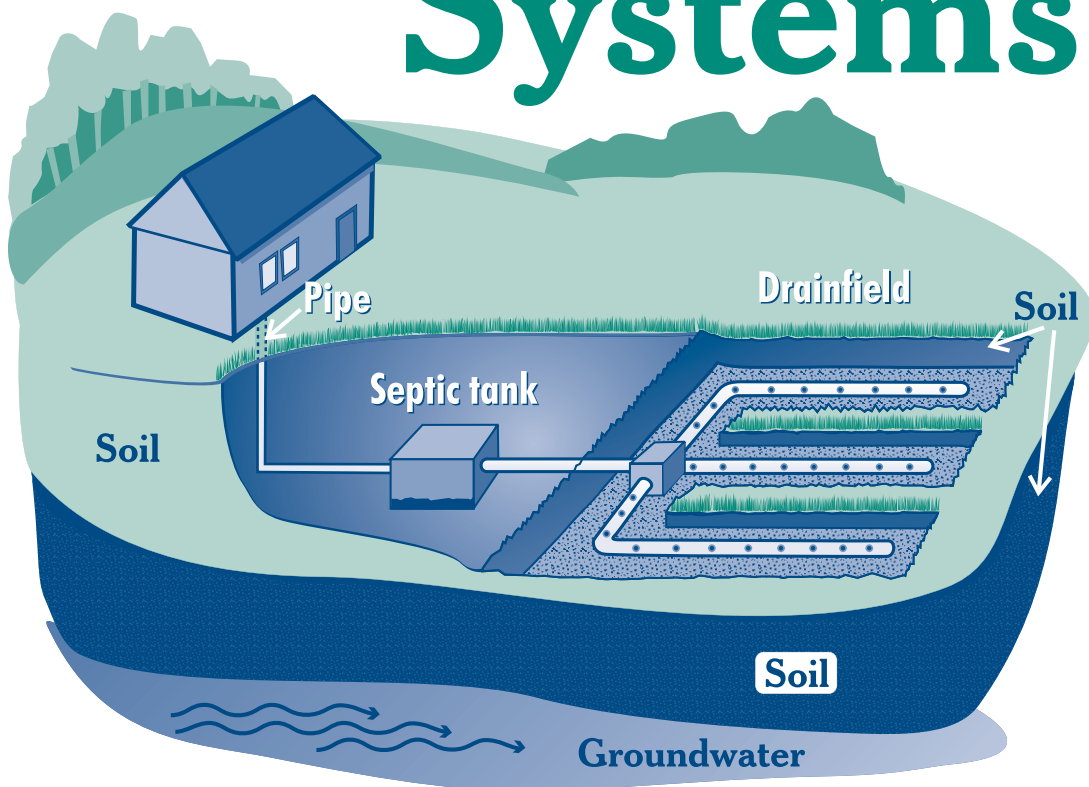 Systems
Drainfield
Pipe
Soil
Septic tank
Soil
Soil
Groundwater